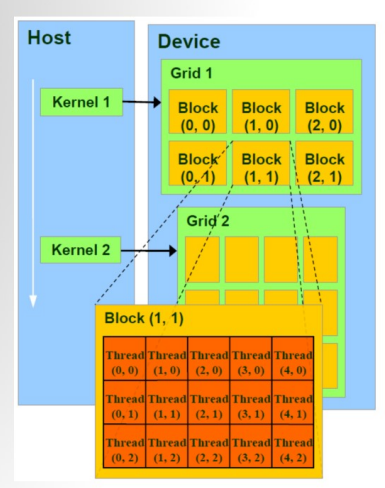 Host
Device
Grid 1
Kernel 1
Block Block Block
(0, 0) (1, 0) (2, 0)
Block Block Block
(0, 1) (1, 1) (2, 1)
Grid 2
Kernel 2
Block (1, 1)
Thread Thread Thread Thread Thread
(0, 0) (1, 0) (2, 0) (3, 0) (4, 0)
Thread Thread Thread Thread Thread
(0, 1) (1, 1) (2, 1) (3, 1) (4, 1)
Thread Thread Thread Thread Thread
(0, 2) (1, 2) (2, 2) (3, 2) (4, 2)